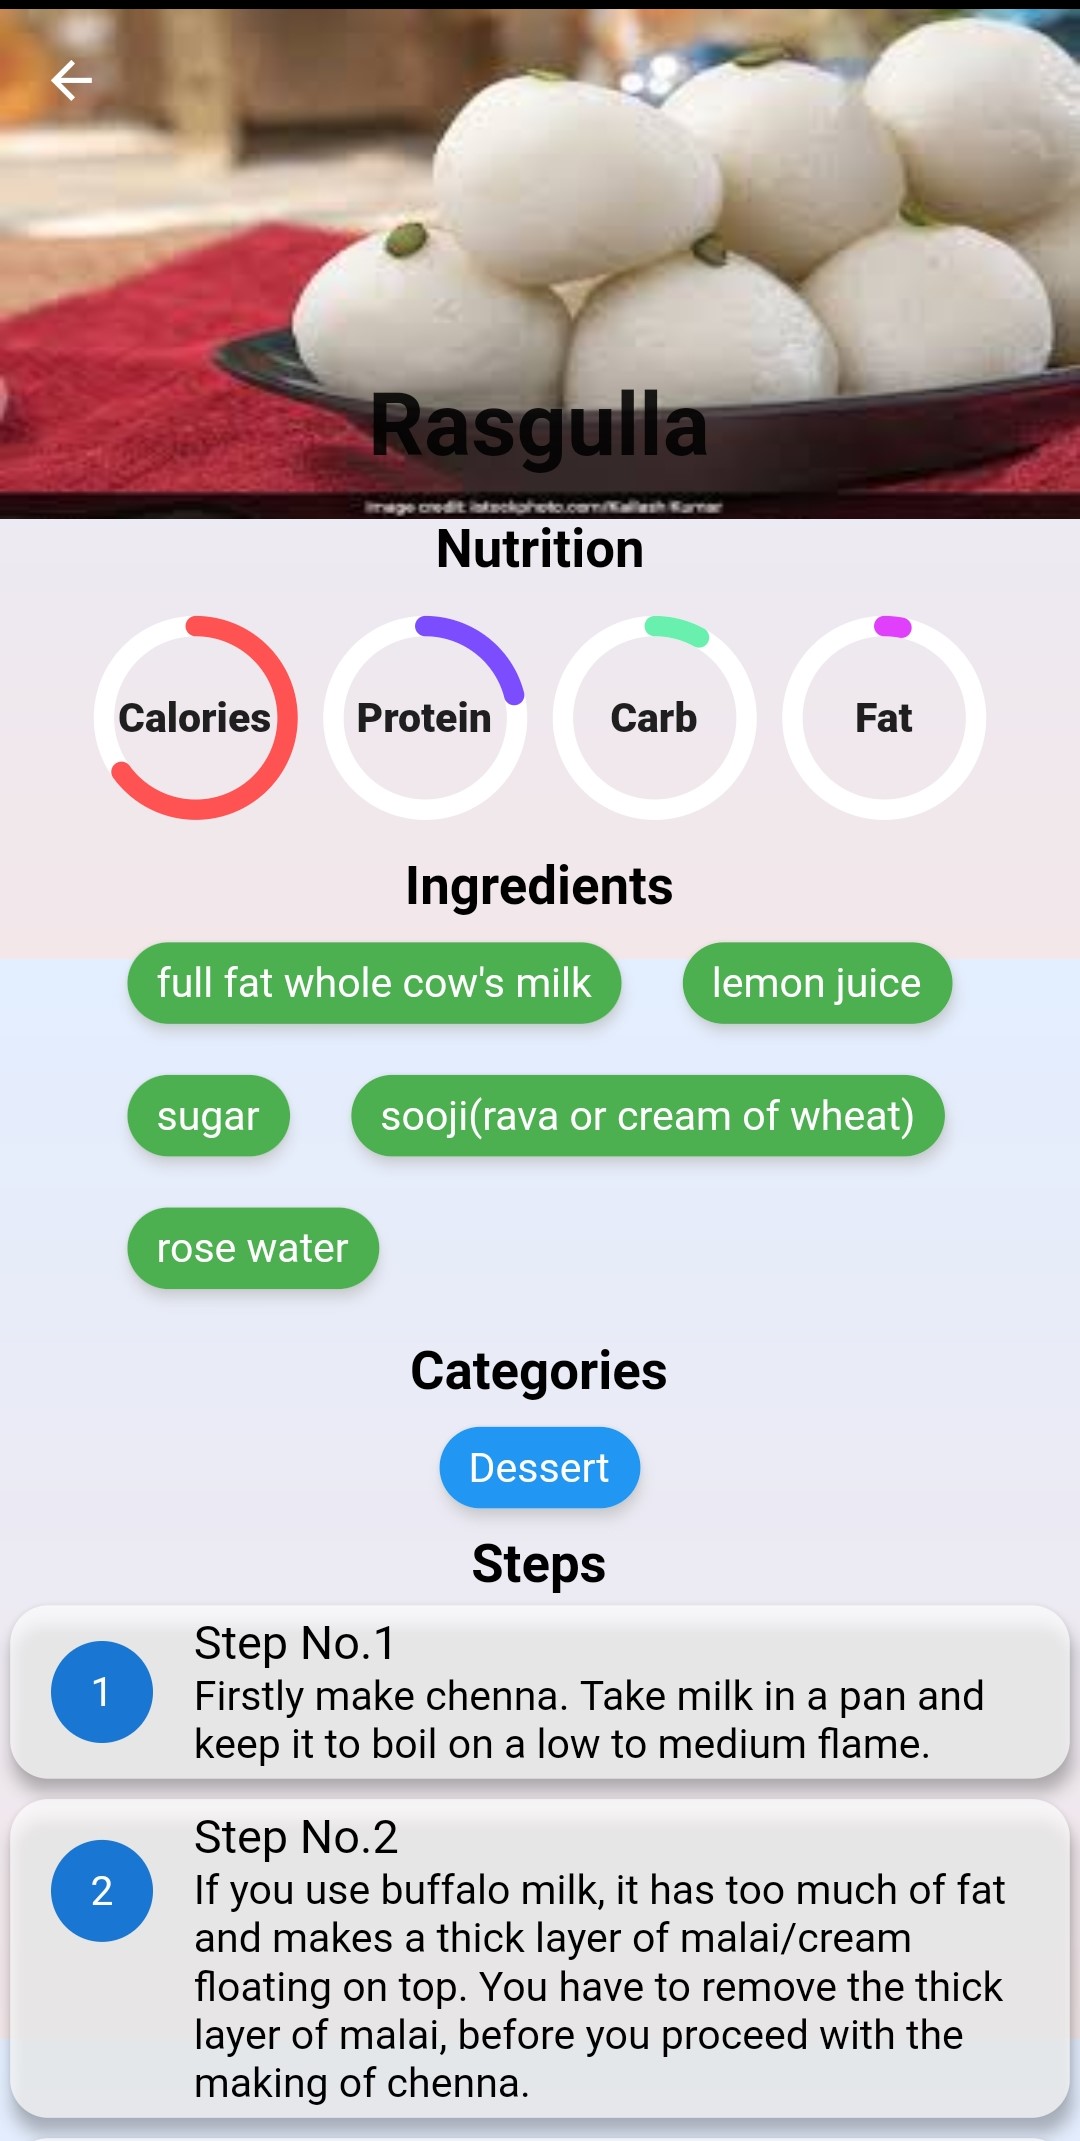 Rasgulla
Image credit: istockphoto.com/Kailash Kumar
Nutrition
Calories Protein Carb Fat
Ingredients
full fat whole cow's milk lemon juice
sugar sooji(rava or cream of wheat)
rose water
Categories
Dessert
Steps
Step No.1
1
Firstly make chenna. Take milk in a pan and
keep it to boil on a low to medium flame.
Step No.2
2
If you use buffalo milk, it has too much of fat
and makes a thick layer of malai/cream
floating on top. You have to remove the thick
layer of malai, before you proceed with the
making of chenna.